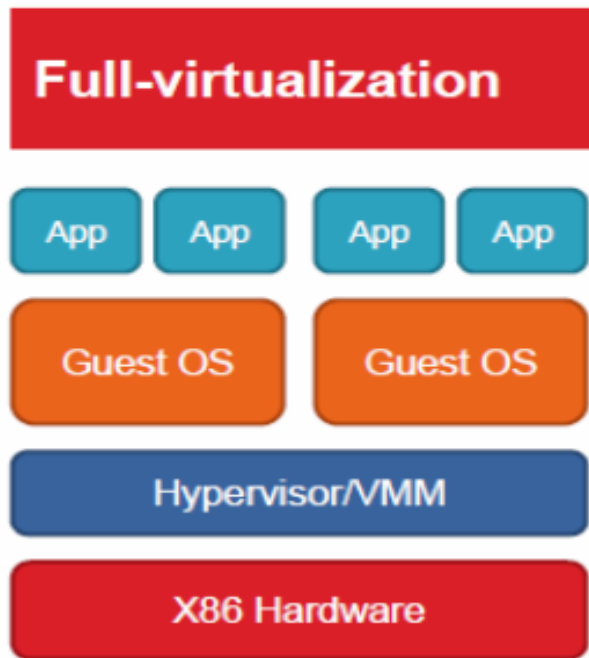 Full-virtualization
App App App App
Guest OS Guest OS
Hypervisor/VMM
X86 Hardware